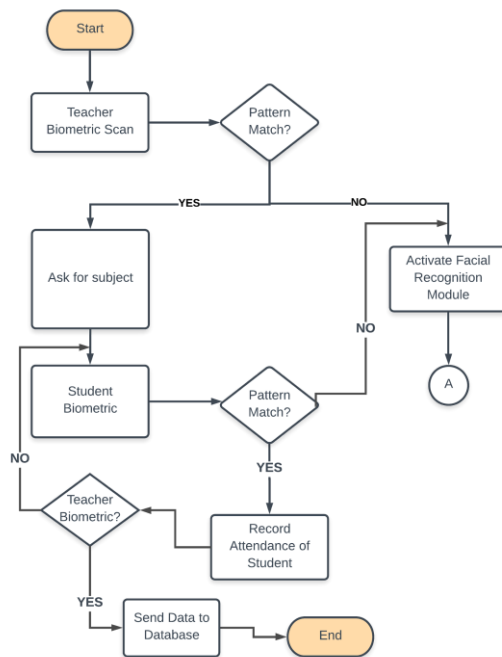 Start
Teacher
Biometric Scan
Pattern
Match?
YES
NO
Ask for subject
Activate Facial
Recognition
Module
NO
A
Student
Biometric
Pattern
Match?
YES
NO
Teacher
Biometric?
Record
Attendance of
Student
YES
Send Data to
Database
End